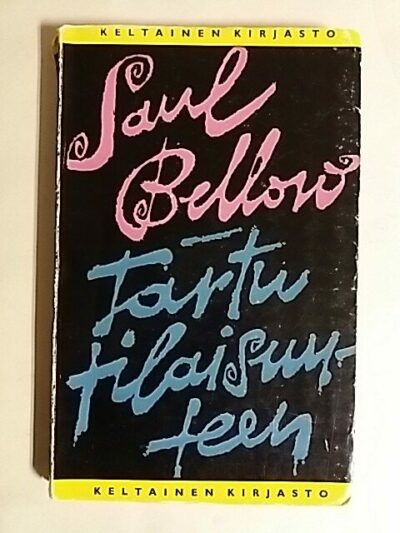 KELTAINEN KIRJASTO
Saul
Bellow
Tartu
tilaisuu-
teen
KELTAINEN KIRJASTO